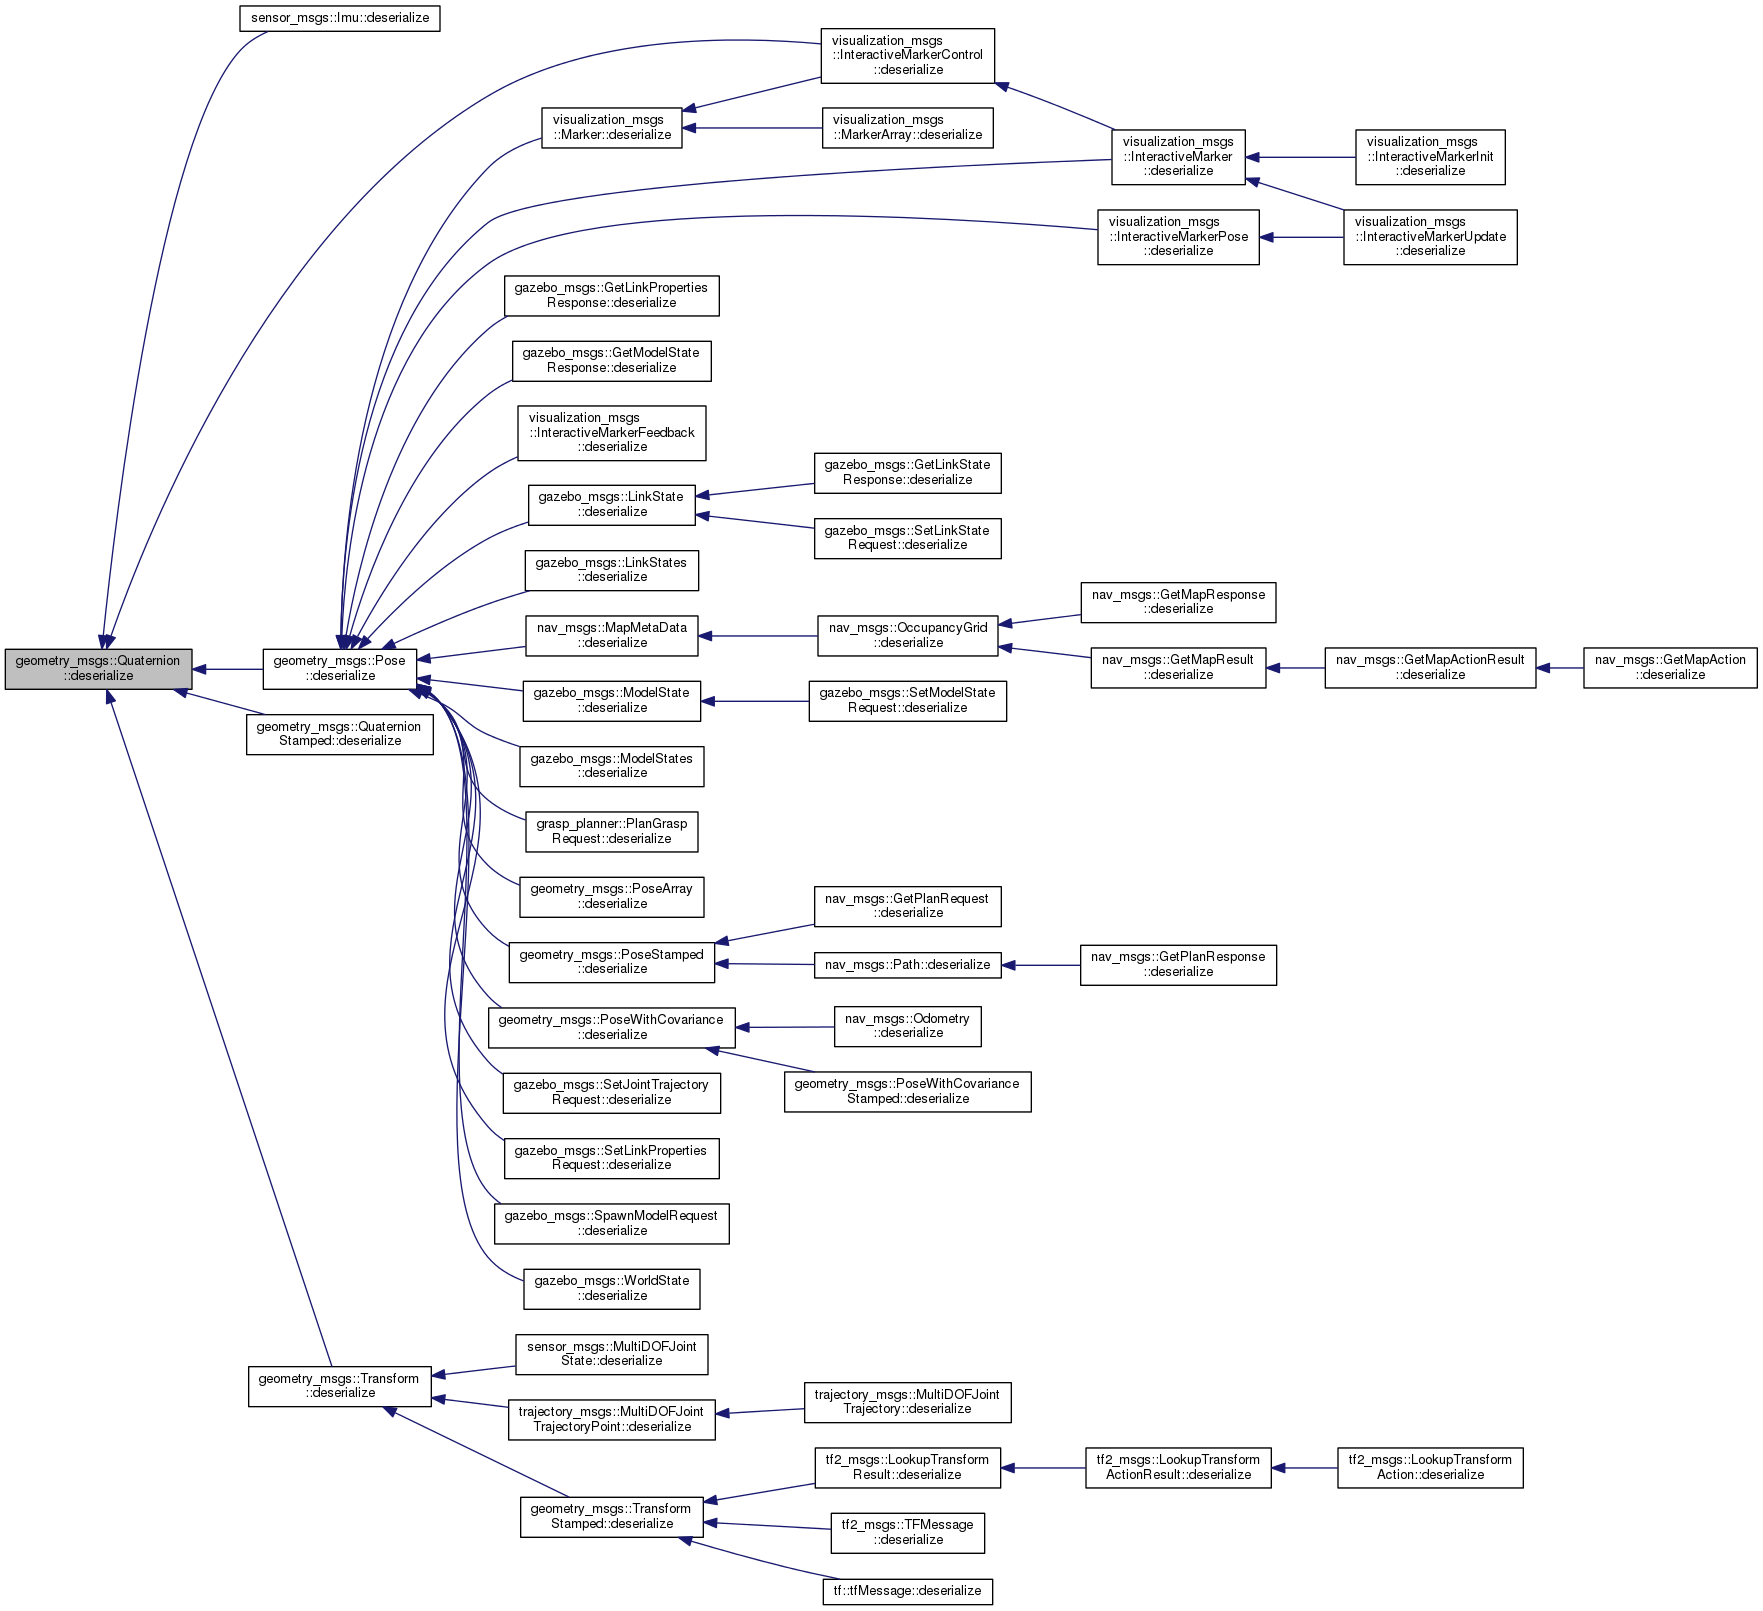 sensor_msgs::Imu::deserialize
visualization_msgs
::InteractiveMarkerControl
::deserialize
visualization_msgs
::Marker::deserialize
visualization_msgs
::MarkerArray::deserialize
visualization_msgs
::InteractiveMarker
::deserialize
visualization_msgs
::InteractiveMarkerInit
::deserialize
visualization_msgs
::InteractiveMarkerPose
::deserialize
visualization_msgs
::InteractiveMarkerUpdate
::deserialize
gazebo_msgs::GetLinkProperties
Response::deserialize
gazebo_msgs::GetModelState
Response::deserialize
visualization_msgs
::InteractiveMarkerFeedback
::deserialize
gazebo_msgs::LinkState
::deserialize
gazebo_msgs::GetLinkState
Response::deserialize
gazebo_msgs::SetLinkState
Request::deserialize
gazebo_msgs::LinkStates
::deserialize
geometry_msgs::Quaternion
::deserialize
geometry_msgs::Pose
::deserialize
nav_msgs::MapMetaData
::deserialize
nav_msgs::OccupancyGrid
::deserialize
nav_msgs::GetMapResponse
::deserialize
nav_msgs::GetMapResult
::deserialize
nav_msgs::GetMapActionResult
::deserialize
nav_msgs::GetMapAction
::deserialize
geometry_msgs::Quaternion
Stamped::deserialize
gazebo_msgs::ModelState
::deserialize
gazebo_msgs::SetModelState
Request::deserialize
gazebo_msgs::ModelStates
::deserialize
grasp_planner::PlanGrasp
Request::deserialize
geometry_msgs::PoseArray
::deserialize
geometry_msgs::PoseStamped
::deserialize
nav_msgs::GetPlanRequest
::deserialize
nav_msgs::Path::deserialize
nav_msgs::GetPlanResponse
::deserialize
geometry_msgs::PoseWithCovariance
::deserialize
nav_msgs::Odometry
::deserialize
geometry_msgs::PoseWithCovariance
Stamped::deserialize
gazebo_msgs::SetJointTrajectory
Request::deserialize
gazebo_msgs::SetLinkProperties
Request::deserialize
gazebo_msgs::SpawnModelRequest
::deserialize
gazebo_msgs::WorldState
::deserialize
geometry_msgs::Transform
::deserialize
sensor_msgs::MultiDOFJoint
State::deserialize
trajectory_msgs::MultiDOFJoint
TrajectoryPoint::deserialize
trajectory_msgs::MultiDOFJoint
Trajectory::deserialize
geometry_msgs::Transform
Stamped::deserialize
tf2_msgs::LookupTransform
Result::deserialize
tf2_msgs::LookupTransform
ActionResult::deserialize
tf2_msgs::LookupTransform
Action::deserialize
tf2_msgs::TFMessage
::deserialize
tf::tfMessage::deserialize